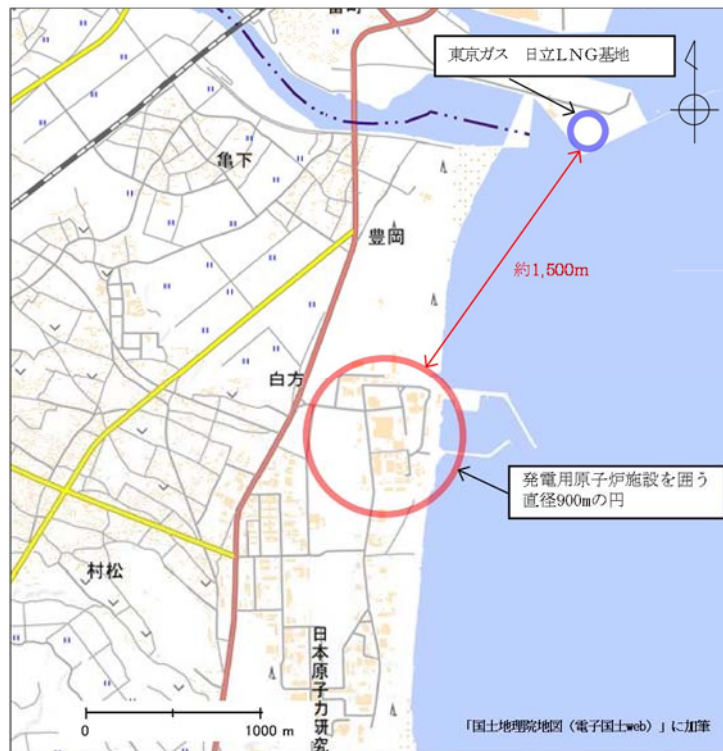 東京ガス 日立LNG基地
亀下
豊岡
約1,500m
白方
発電用原子炉施設を囲う
直径900mの円
村松
日本原子力研究
0 1000 m
「国土地理院地図(電子国土web)」に加筆